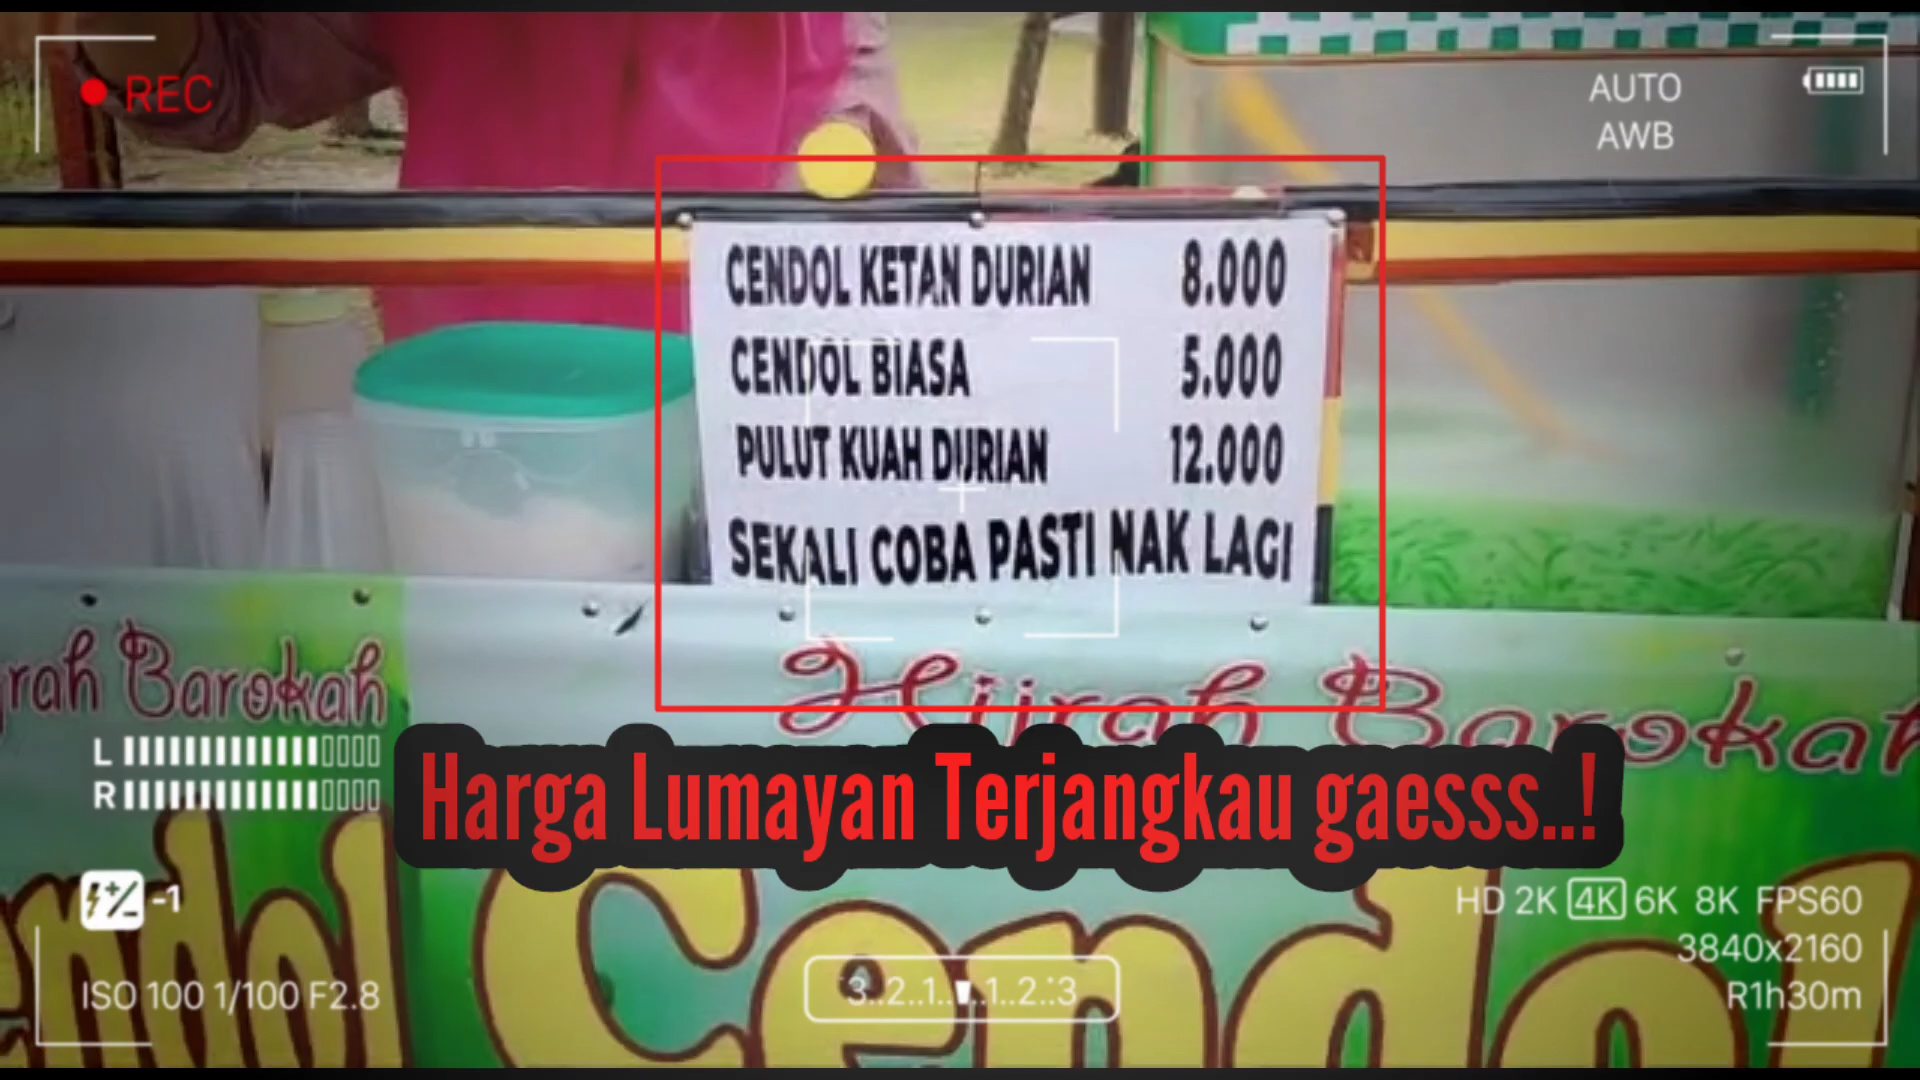 REC
AUTO
AWB
CENDOL KETAN DURIAN 8.000
CENDOL BIASA 5.000
PULUT KUAH DURIAN 12.000
SEKALI COBA PASTI NAK LAGI
rah Barokah
Hijrah Barokah
L
R
Harga Lumayan Terjangkau gaesss..!
-1
HD 2K 4K 6K 8K FPS60
3840x2160
R1h30m
ISO 100 1/100 F2.8
3..2..1.. ..1..2..3
endol
Cendol